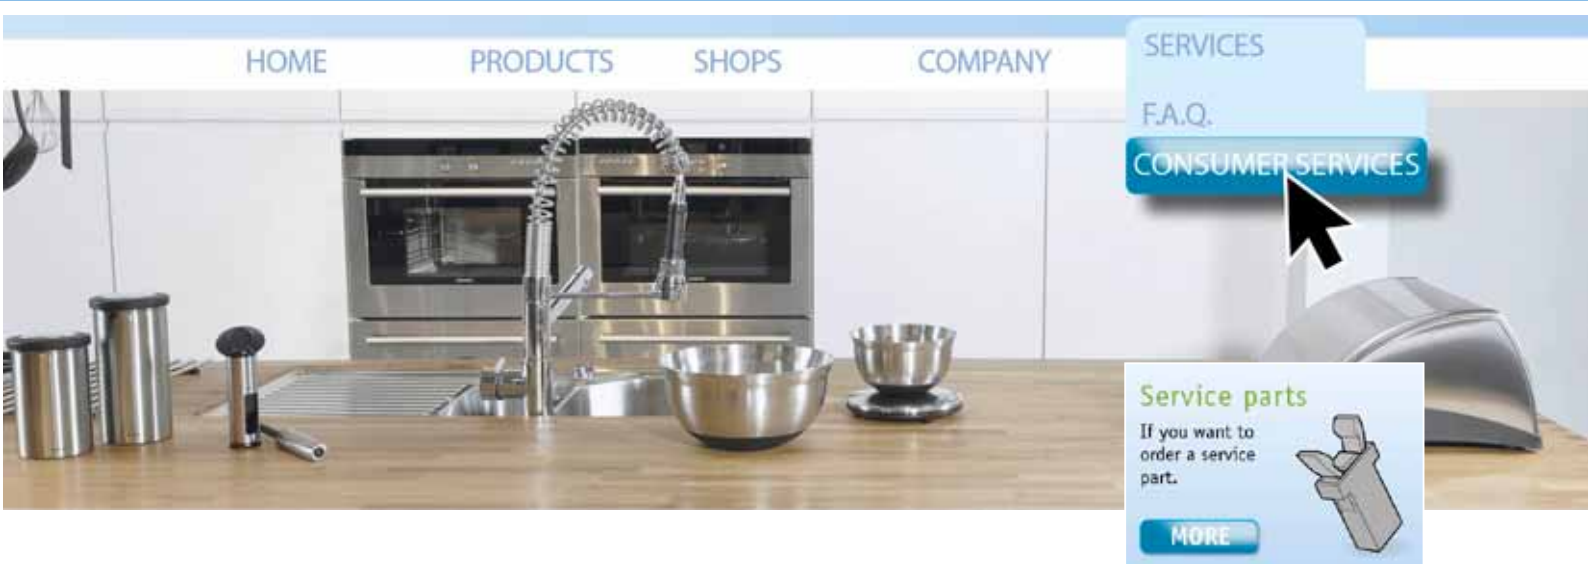 HOME PRODUCTS SHOPS COMPANY SERVICES
F.A.Q.
CONSUMER SERVICES
Service parts
If you want to
order a service
part.
MORE